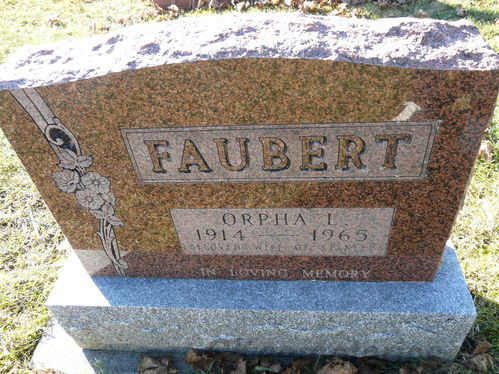 FAUBERT
ORPHA L.
1914 — 1965
BELOVED WIFE OF STANLEY
IN LOVING MEMORY